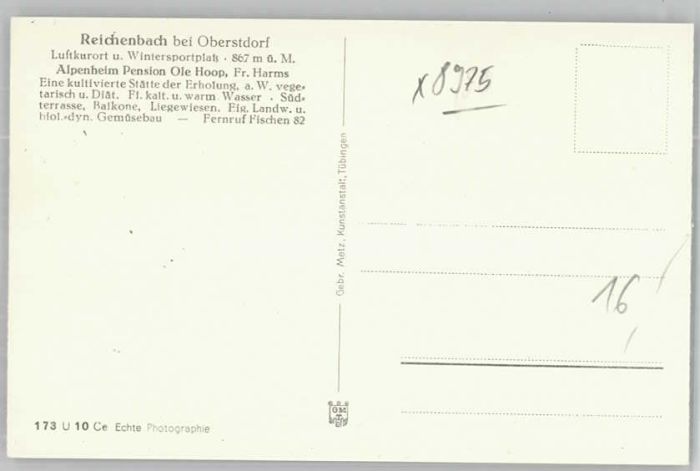 Reichenbach bei Oberstdorf
Luftkurort u. Wintersportplatz · 867 m ü. M.
Alpenheim Pension Ole Hoop, Fr. Harms
Eine kultivierte Stätte der Erholung, a. W. vege=
tarisch u. Diät. Fl. kalt. u. warm. Wasser · Süd=
terrasse, Balkone, Liegewiesen. Eig. Landw. u.
biol.=dyn. Gemüsebau — Fernruf Fischen 82
x 8975
Gebr. Metz, Kunstanstalt, Tübingen
16
GM
173 U 10 Ce Echte Photographie